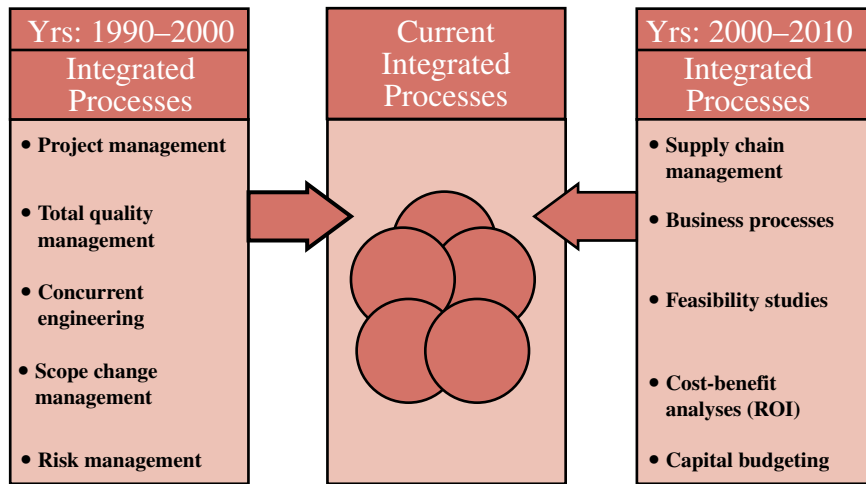 Yrs: 1990–2000
Integrated
Processes
• Project management
• Total quality
management
• Concurrent
engineering
• Scope change
management
• Risk management
Current
Integrated
Processes
Yrs: 2000–2010
Integrated
Processes
• Supply chain
management
• Business processes
• Feasibility studies
• Cost-benefit
analyses (ROI)
• Capital budgeting